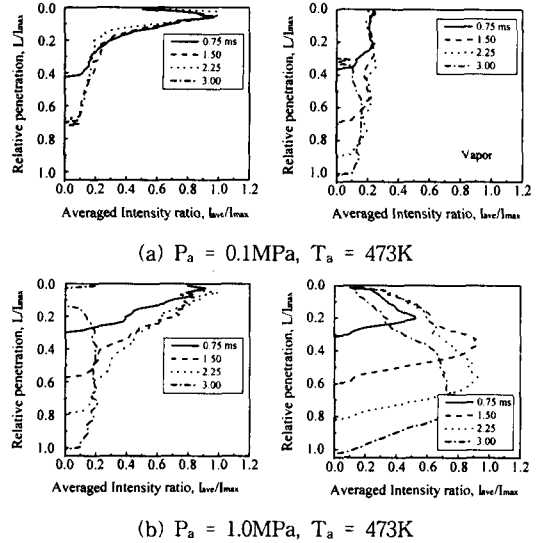 0.0
0.2
0.4
0.6
0.8
1.0
Relative penetration, L/Lmax
0.75 ms
1.50
2.25
3.00
0.0 0.2 0.4 0.6 0.8 1.0 1.2
Averaged Intensity ratio, Iave/Imax
0.0
0.2
0.4
0.6
0.8
1.0
Relative penetration, L/Lmax
0.75 ms
1.50
2.25
3.00
Vapor
0.0 0.2 0.4 0.6 0.8 1.0 1.2
Averaged Intensity ratio, Iave/Imax
(a) Pa = 0.1MPa, Ta = 473K
0.0
0.2
0.4
0.6
0.8
1.0
Relative penetration, L/Lmax
0.75 ms
1.50
2.25
3.00
0.0 0.2 0.4 0.6 0.8 1.0 1.2
Averaged Intensity ratio, Iave/Imax
0.0
0.2
0.4
0.6
0.8
1.0
Relative penetration, L/Lmax
0.75 ms
1.50
2.25
3.00
0.0 0.2 0.4 0.6 0.8 1.0 1.2
Averaged Intensity ratio, Iave/Imax
(b) Pa = 1.0MPa, Ta = 473K